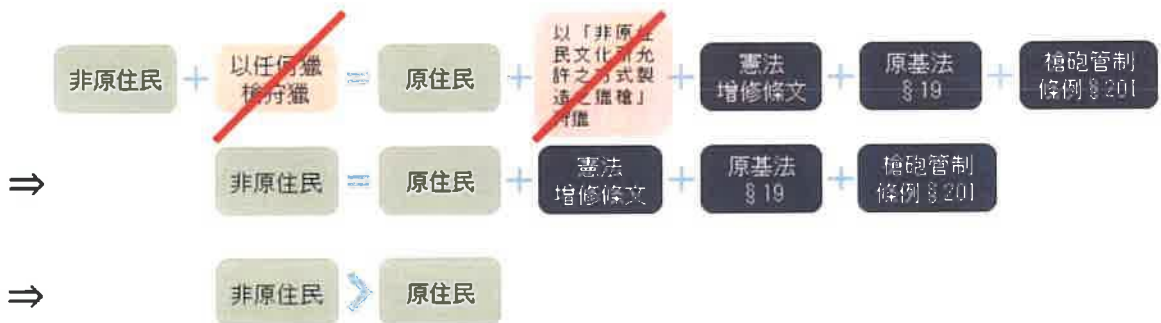 非原住民 + 以任何獵槍狩獵 = 原住民 + 以「非原住民文化所允許之方式製造之獵槍」狩獵 + 憲法增修條文 + 原基法§19 + 槍砲管制條例§201
⇒ 非原住民 = 原住民 + 憲法增修條文 + 原基法§19 + 槍砲管制條例§201
⇒ 非原住民 > 原住民